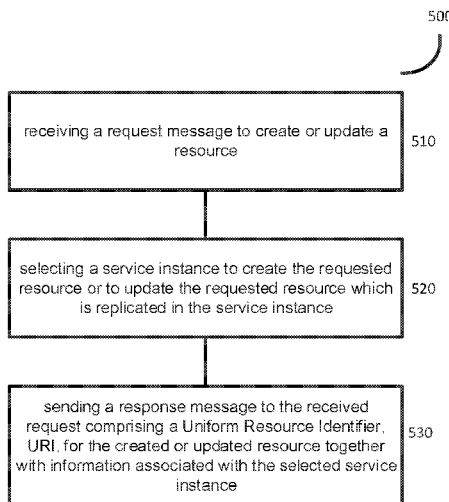 500
receiving a request message to create or update a
resource
510
selecting a service instance to create the requested
resource or to update the requested resource which
is replicated in the service instance
520
sending a response message to the received
request comprising a Uniform Resource Identifier,
URI, for the created or updated resource together
with information associated with the selected service
instance
530